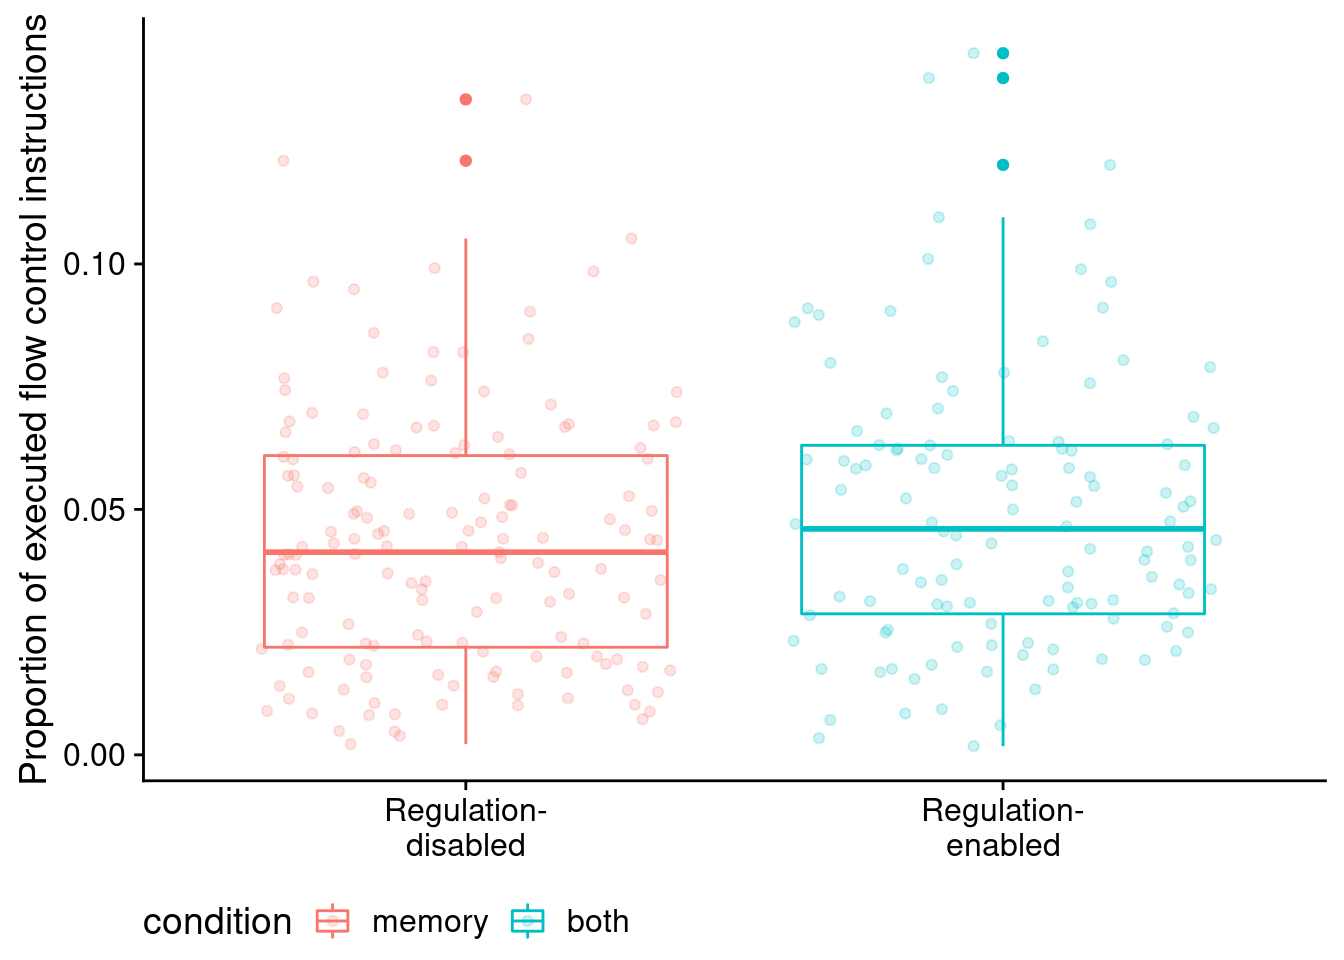 Proportion of executed flow control instructions
0.10
0.05
0.00
Regulation-
disabled
Regulation-
enabled
condition
memory
both